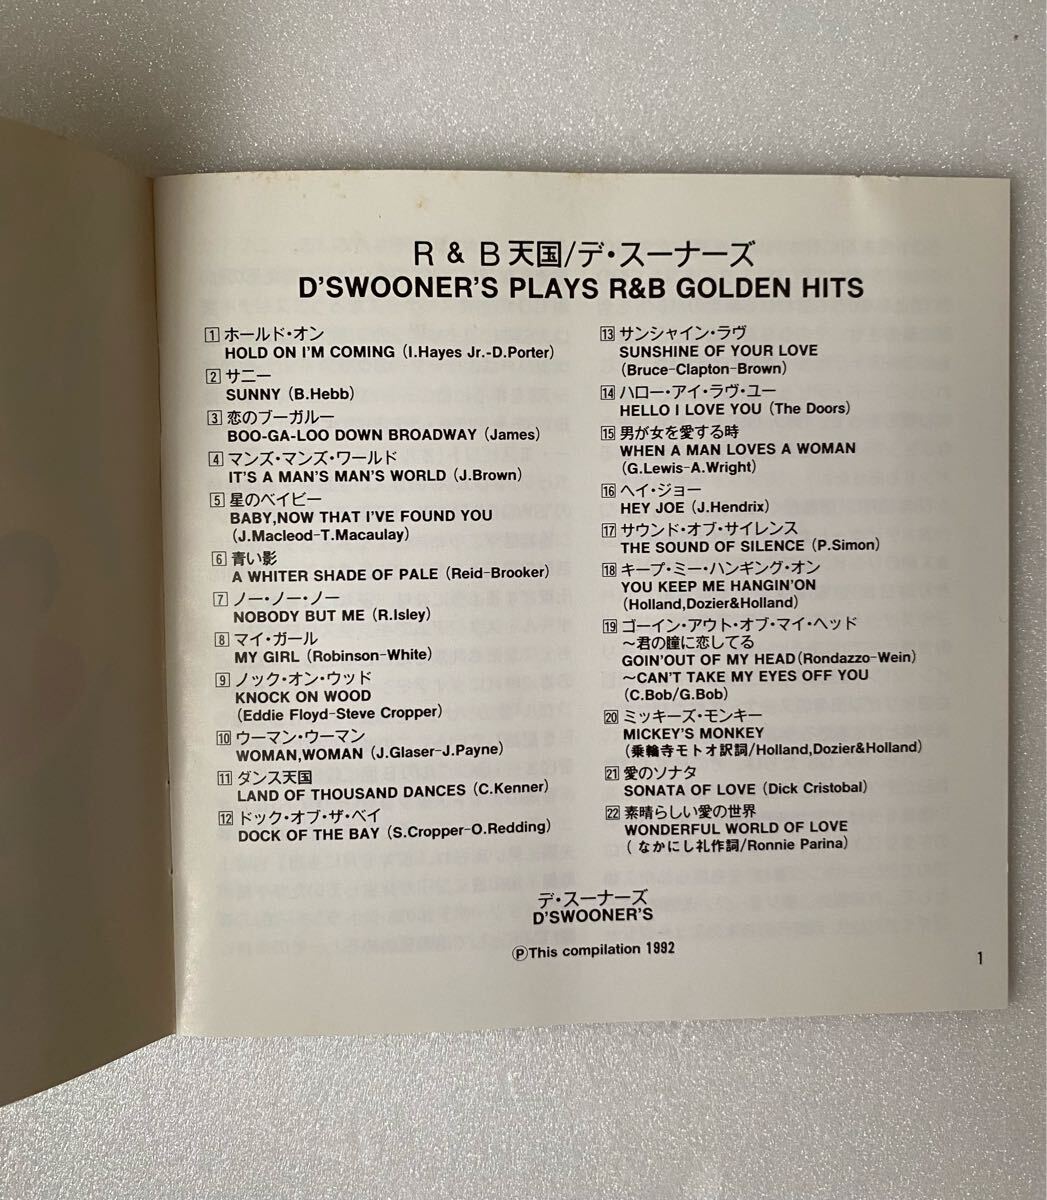 R & B 天国/デ・スーナーズ
D'SWOONER'S PLAYS R&B GOLDEN HITS
1 ホールド・オン
HOLD ON I'M COMING (I.Hayes Jr.-D.Porter)
2 サニー
SUNNY (B.Hebb)
3 恋のブーガルー
BOO-GA-LOO DOWN BROADWAY (James)
4 マンズ・マンズ・ワールド
IT'S A MAN'S MAN'S WORLD (J.Brown)
5 星のベイビー
BABY,NOW THAT I'VE FOUND YOU
(J.Macleod-T.Macaulay)
6 青い影
A WHITER SHADE OF PALE (Reid-Brooker)
7 ノー・ノー・ノー
NOBODY BUT ME (R.Isley)
8 マイ・ガール
MY GIRL (Robinson-White)
9 ノック・オン・ウッド
KNOCK ON WOOD
(Eddie Floyd-Steve Cropper)
10 ウーマン・ウーマン
WOMAN,WOMAN (J.Glaser-J.Payne)
11 ダンス天国
LAND OF THOUSAND DANCES (C.Kenner)
12 ドック・オブ・ザ・ベイ
DOCK OF THE BAY (S.Cropper-O.Redding)
13 サンシャイン・ラヴ
SUNSHINE OF YOUR LOVE
(Bruce-Clapton-Brown)
14 ハロー・アイ・ラヴ・ユー
HELLO I LOVE YOU (The Doors)
15 男が女を愛する時
WHEN A MAN LOVES A WOMAN
(G.Lewis-A.Wright)
16 ヘイ・ジョー
HEY JOE (J.Hendrix)
17 サウンド・オブ・サイレンス
THE SOUND OF SILENCE (P.Simon)
18 キープ・ミー・ハンギング・オン
YOU KEEP ME HANGIN'ON
(Holland,Dozier&Holland)
19 ゴーイン・アウト・オブ・マイ・ヘッド
〜君の瞳に恋してる
GOIN'OUT OF MY HEAD(Rondazzo-Wein)
〜CAN'T TAKE MY EYES OFF YOU
(C.Bob/G.Bob)
20 ミッキーズ・モンキー
MICKEY'S MONKEY
(乗輪寺モトオ訳詞/Holland,Dozier&Holland)
21 愛のソナタ
SONATA OF LOVE (Dick Cristobal)
22 素晴らしい愛の世界
WONDERFUL WORLD OF LOVE
(なかにし礼作詞/Ronnie Parina)
デ・スーナーズ
D'SWOONER'S
Ⓟ This compilation 1992
1